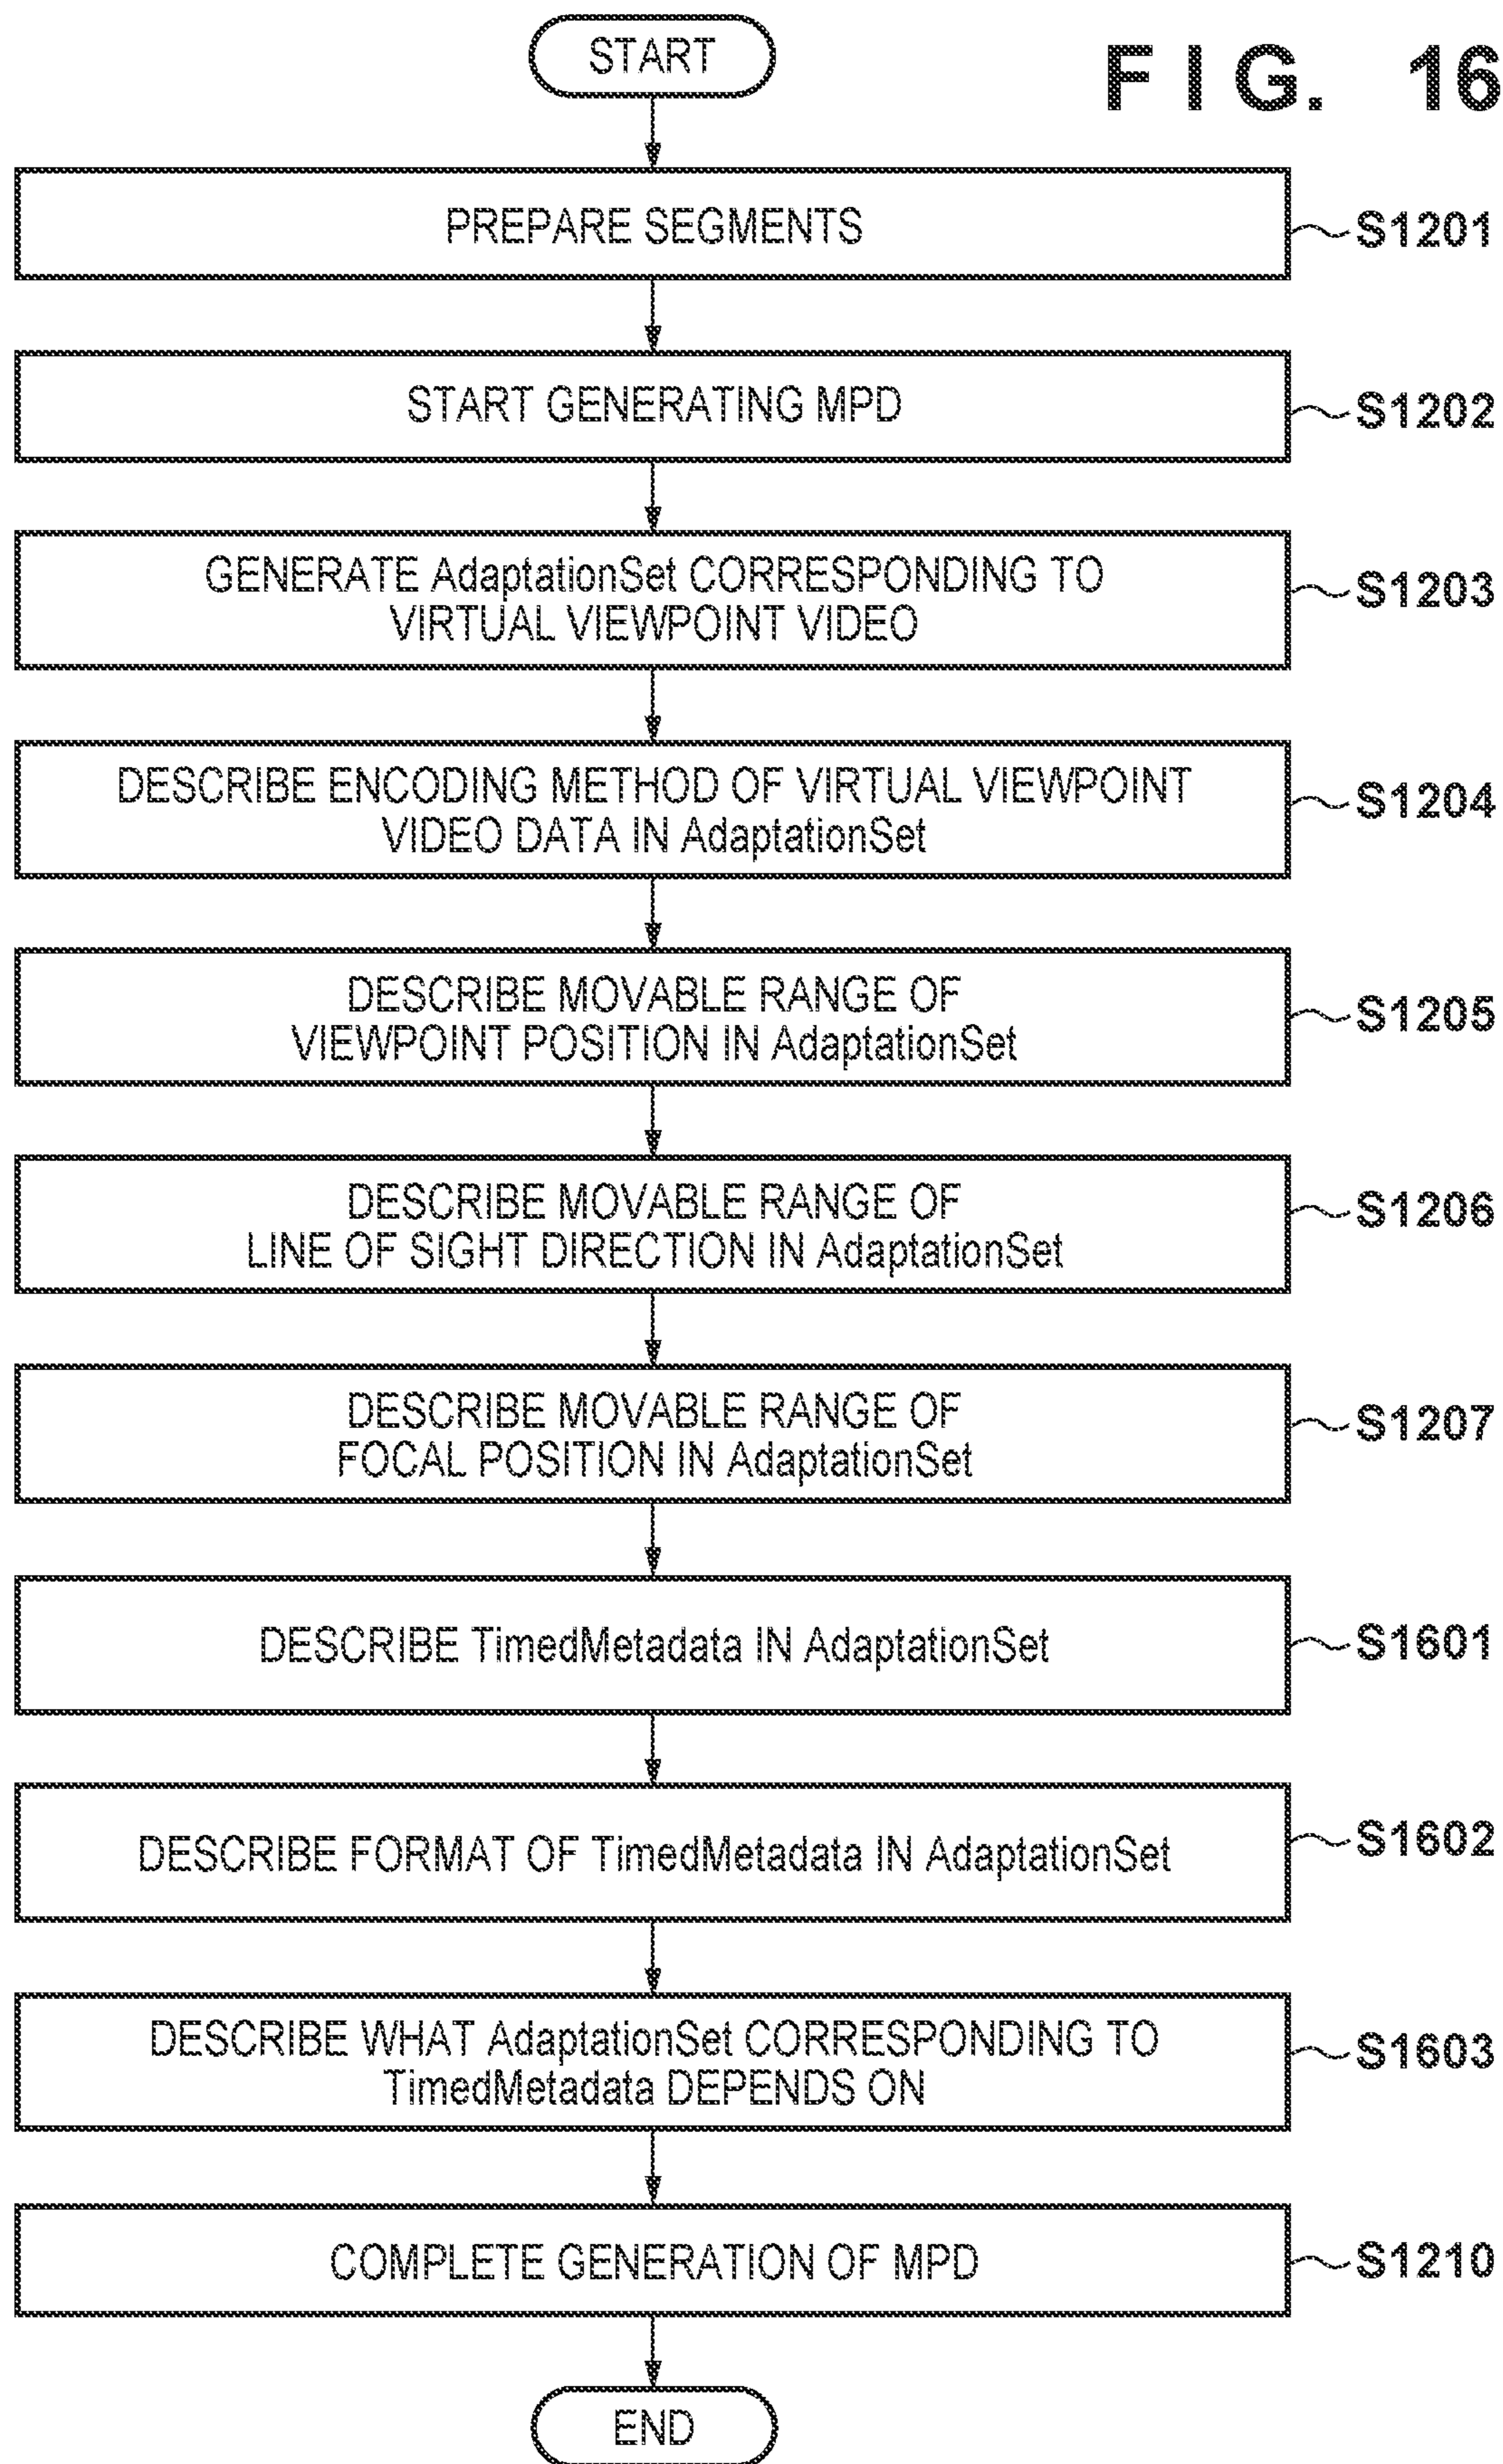 START
FIG. 16
PREPARE SEGMENTS
S1201
START GENERATING MPD
S1202
GENERATE AdaptationSet CORRESPONDING TO
VIRTUAL VIEWPOINT VIDEO
S1203
DESCRIBE ENCODING METHOD OF VIRTUAL VIEWPOINT
VIDEO DATA IN AdaptationSet
S1204
DESCRIBE MOVABLE RANGE OF
VIEWPOINT POSITION IN AdaptationSet
S1205
DESCRIBE MOVABLE RANGE OF
LINE OF SIGHT DIRECTION IN AdaptationSet
S1206
DESCRIBE MOVABLE RANGE OF
FOCAL POSITION IN AdaptationSet
S1207
DESCRIBE TimedMetadata IN AdaptationSet
S1601
DESCRIBE FORMAT OF TimedMetadata IN AdaptationSet
S1602
DESCRIBE WHAT AdaptationSet CORRESPONDING TO
TimedMetadata DEPENDS ON
S1603
COMPLETE GENERATION OF MPD
S1210
END